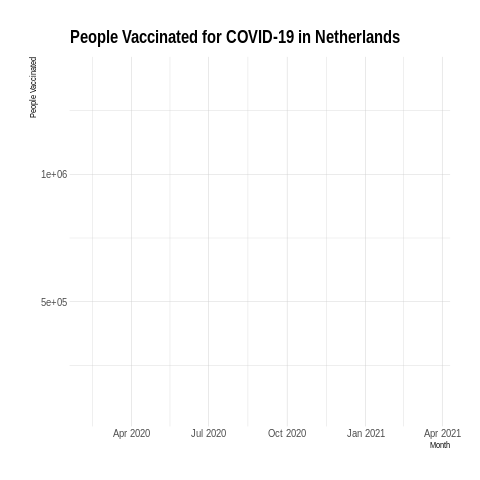 People Vaccinated for COVID-19 in Netherlands
People Vaccinated
1e+06
5e+05
Apr 2020 Jul 2020 Oct 2020 Jan 2021 Apr 2021
Month